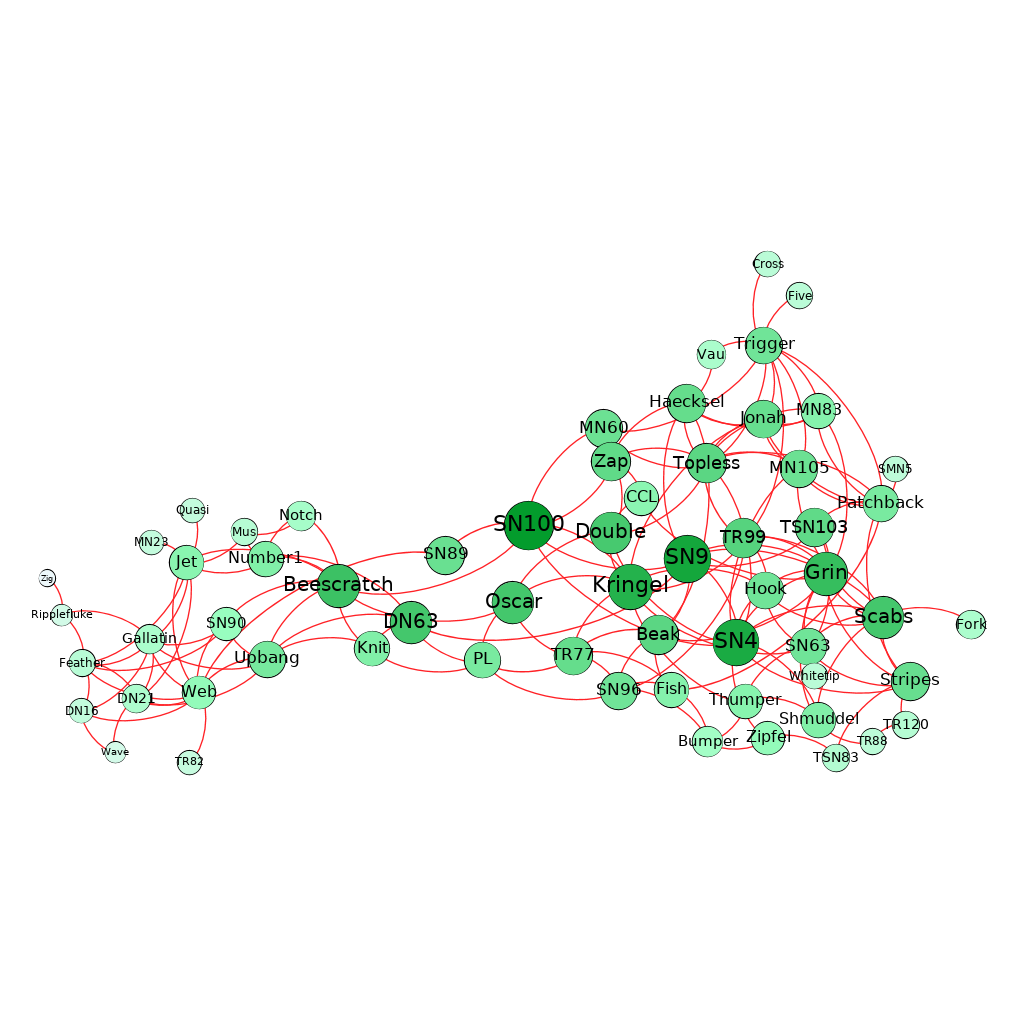 Cross
Five
Trigger
Vau
Haecksel
MN83
Jonah
MN60
Zap
Topless
MN105
SMN5
CCL
Patchback
Quasi
Notch
SN100
TSN103
Mus
Double
TR99
MN23
Number1
SN89
SN9
Jet
Grin
Zig
Beescratch
Kringel
Hook
Oscar
Ripplefluke
SN90
DN63
Scabs
Fork
Gallatin
Beak
SN4
Knit
SN63
Feather
Upbang
PL
TR77
Whitetip
Web
SN96
Fish
Stripes
DN21
Thumper
DN16
Shmuddel
TR120
Wave
Bumper
Zipfel
TR88
TR82
TSN83